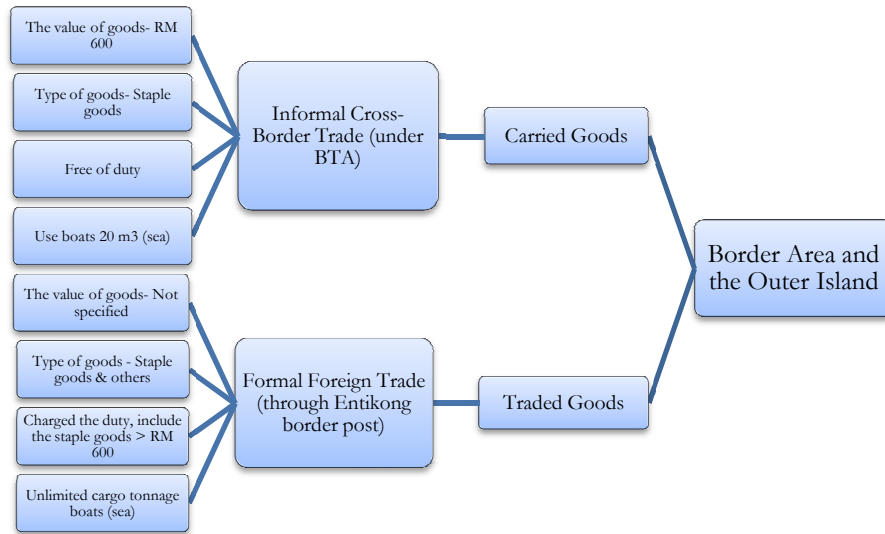 The value of goods- RM
600
Type of goods- Staple
goods
Free of duty
Use boats 20 m3 (sea)
Informal Cross-
Border Trade (under
BTA)
Carried Goods
The value of goods- Not
specified
Type of goods - Staple
goods & others
Charged the duty, include
the staple goods > RM
600
Unlimited cargo tonnage
boats (sea)
Formal Foreign Trade
(through Entikong
border post)
Traded Goods
Border Area and
the Outer Island